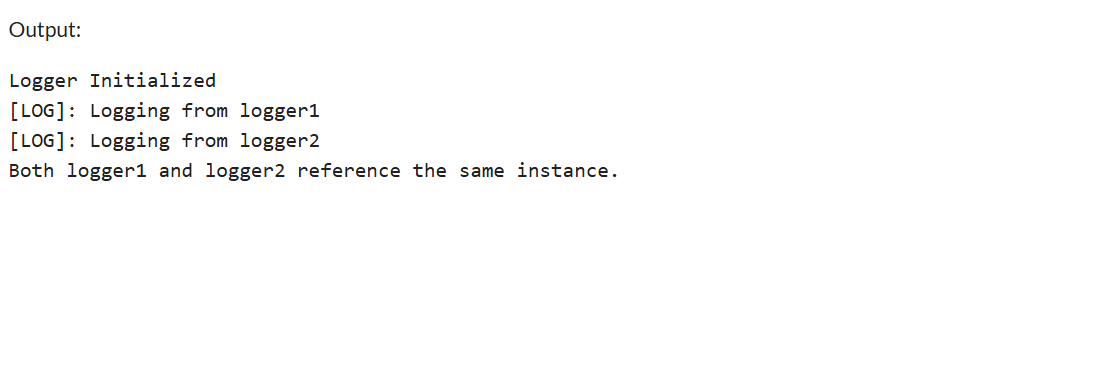 Output:
Logger Initialized
[LOG]: Logging from logger1
[LOG]: Logging from logger2
Both logger1 and logger2 reference the same instance.